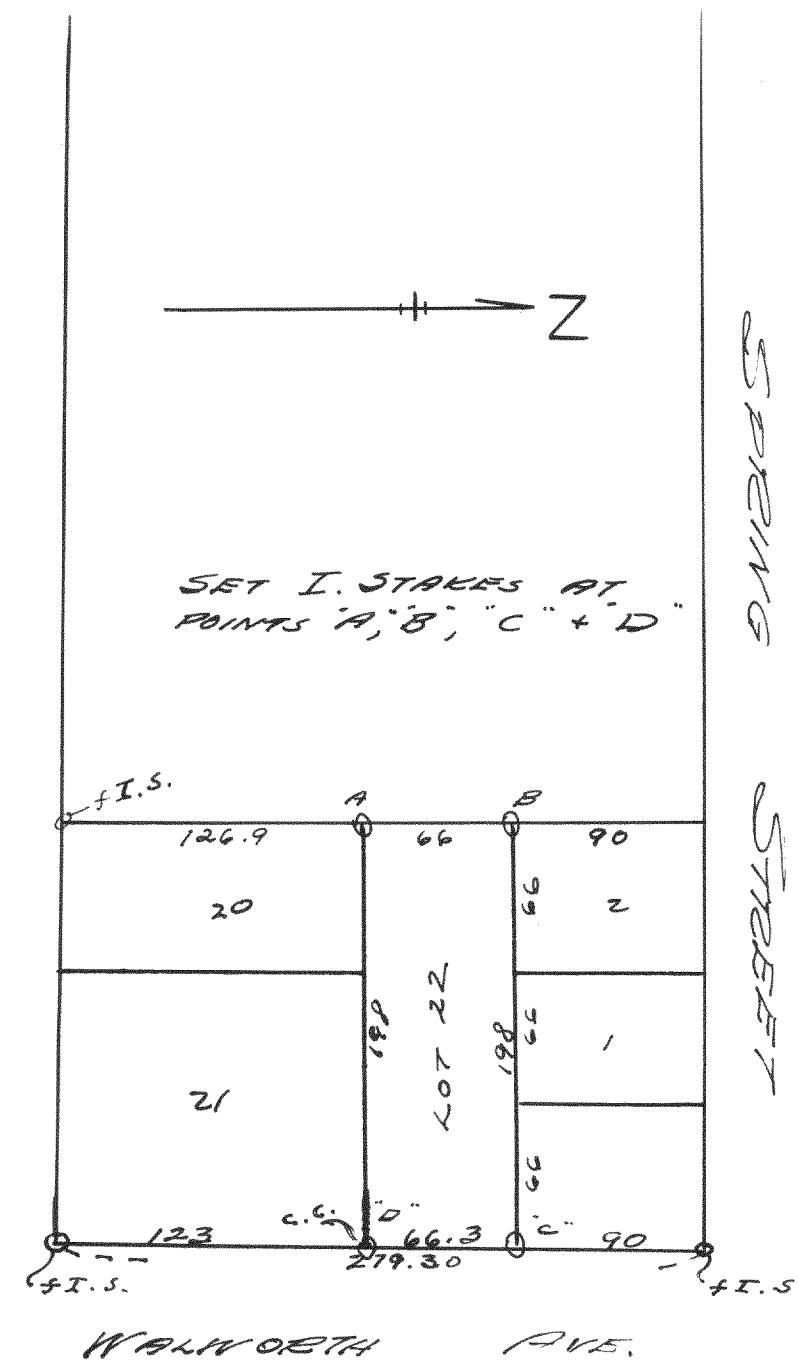 Z
SPRING STREET
SET I. STAKES AT
POINTS "A", "B", "C" + "D"
f I.S.
A
B
126.9
66
90
20
66
2
LOT 22
198
198
66
1
21
66
C.C.
"D"
"C"
123
66.3
90
279.30
f I.S.
f I.S
WALWORTH AVE.